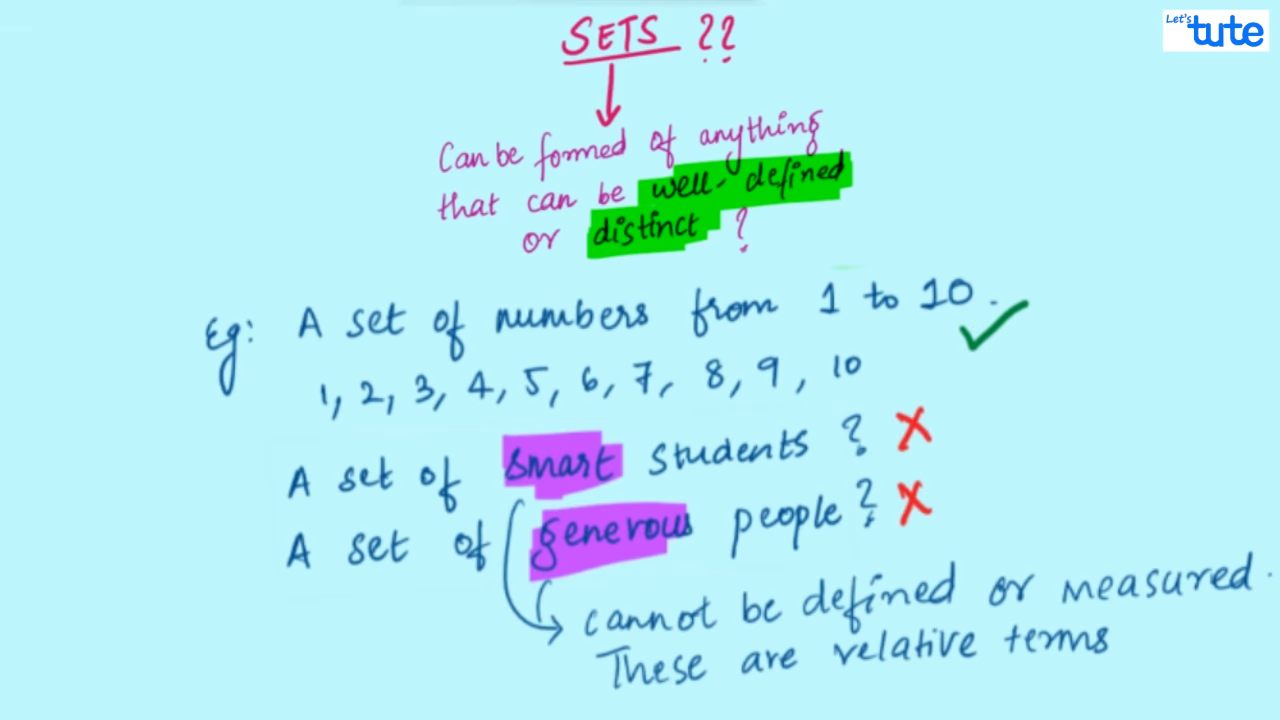 Let's tute
SETS ??
Can be formed of anything
that can be well-defined
or distinct ?
Eg: A set of numbers from 1 to 10.
1, 2, 3, 4, 5, 6, 7, 8, 9, 10
A set of smart students ?
A set of generous people ?
cannot be defined or measured.
These are relative terms